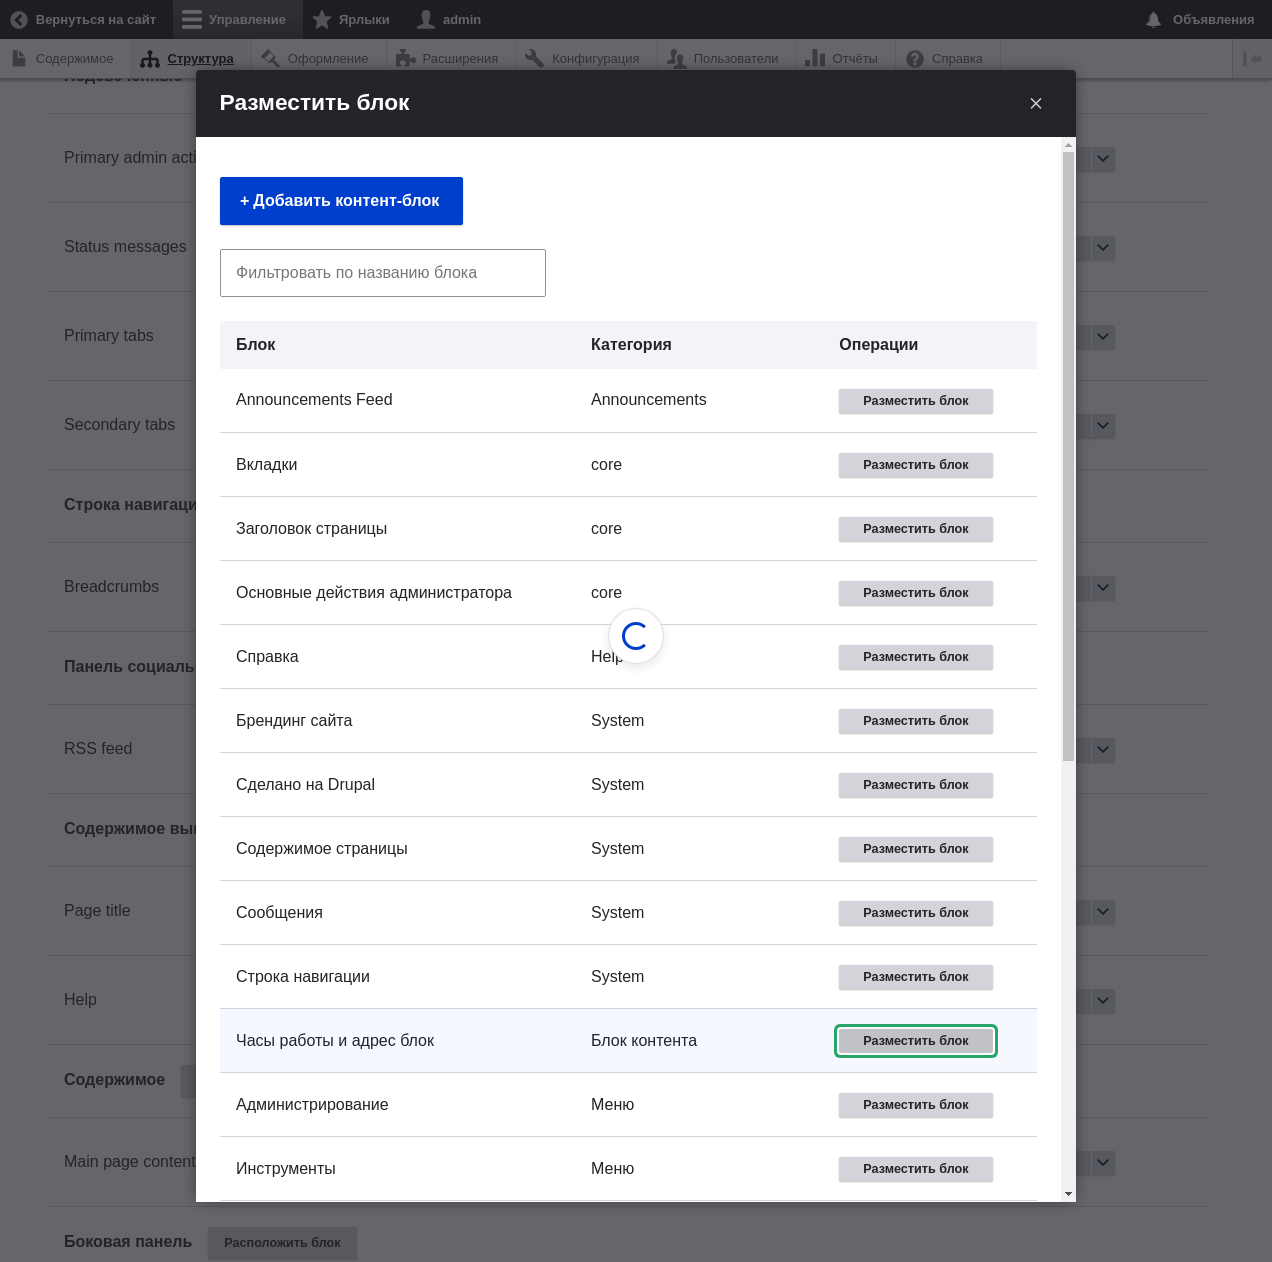 Вернуться на сайт Управление Ярлыки admin Объявления
Содержимое Структура Оформление Расширения Конфигурация Пользователи Отчёты Справка
Разместить блок
Primary admin acti
+ Добавить контент-блок
Status messages
Фильтровать по названию блока
Primary tabs
Блок Категория Операции
Announcements Feed Announcements Разместить блок
Secondary tabs
Вкладки core Разместить блок
Строка навигаци
Заголовок страницы core Разместить блок
Breadcrumbs
Основные действия администратора core Разместить блок
Справка Help Разместить блок
Панель социаль
Брендинг сайта System Разместить блок
RSS feed
Сделано на Drupal System Разместить блок
Содержимое вы
Содержимое страницы System Разместить блок
Page title
Сообщения System Разместить блок
Строка навигации System Разместить блок
Help
Часы работы и адрес блок Блок контента Разместить блок
Содержимое
Администрирование Меню Разместить блок
Main page content
Инструменты Меню Разместить блок
Боковая панель Расположить блок